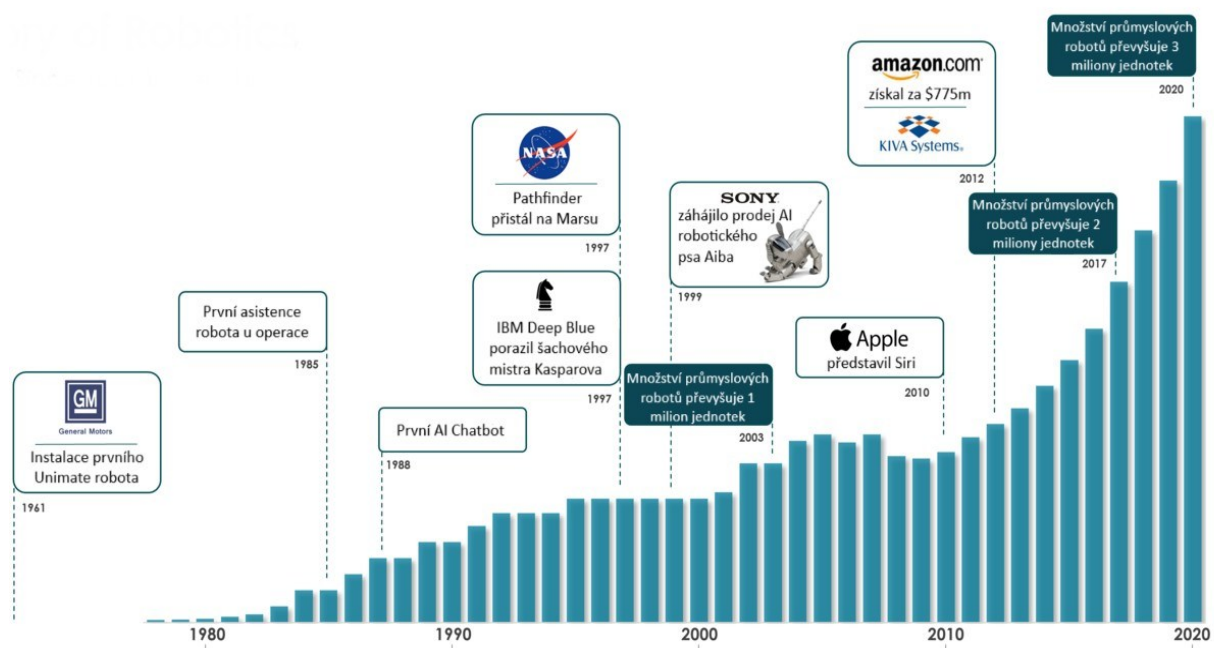 Množství průmyslových
robotů převyšuje 3
miliony jednotek
2020
amazon.com
získal za $775m
KIVA Systems
2012
NASA
Pathfinder
přistál na Marsu
1997
SONY
záhájilo prodej AI
robotického
psa Aiba
1999
Množství průmyslových
robotů převyšuje 2
miliony jednotek
2017
IBM Deep Blue
porazil šachového
mistra Kasparova
1997
První asistence
robota u operace
1985
Apple
představil Siri
2010
Množství průmyslových
robotů převyšuje 1
milion jednotek
2003
GM
General Motors
Instalace prvního
Unimate robota
1961
První AI Chatbot
1988
1980
1990
2000
2010
2020